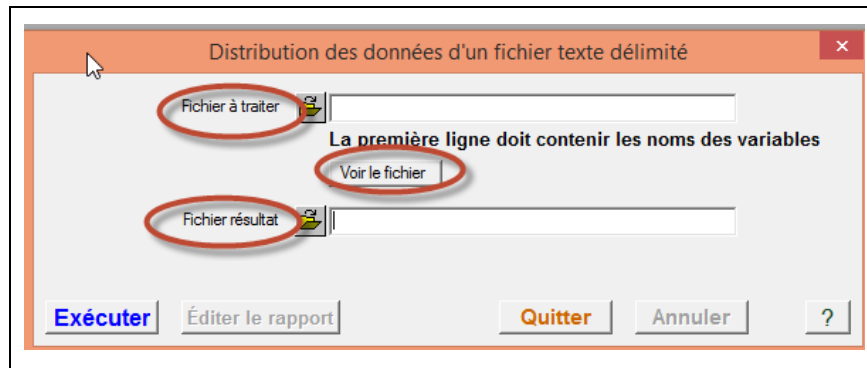 Distribution des données d'un fichier texte délimité
Fichier à traiter
La première ligne doit contenir les noms des variables
Voir le fichier
Fichier résultat
Exécuter Éditer le rapport Quitter Annuler ?